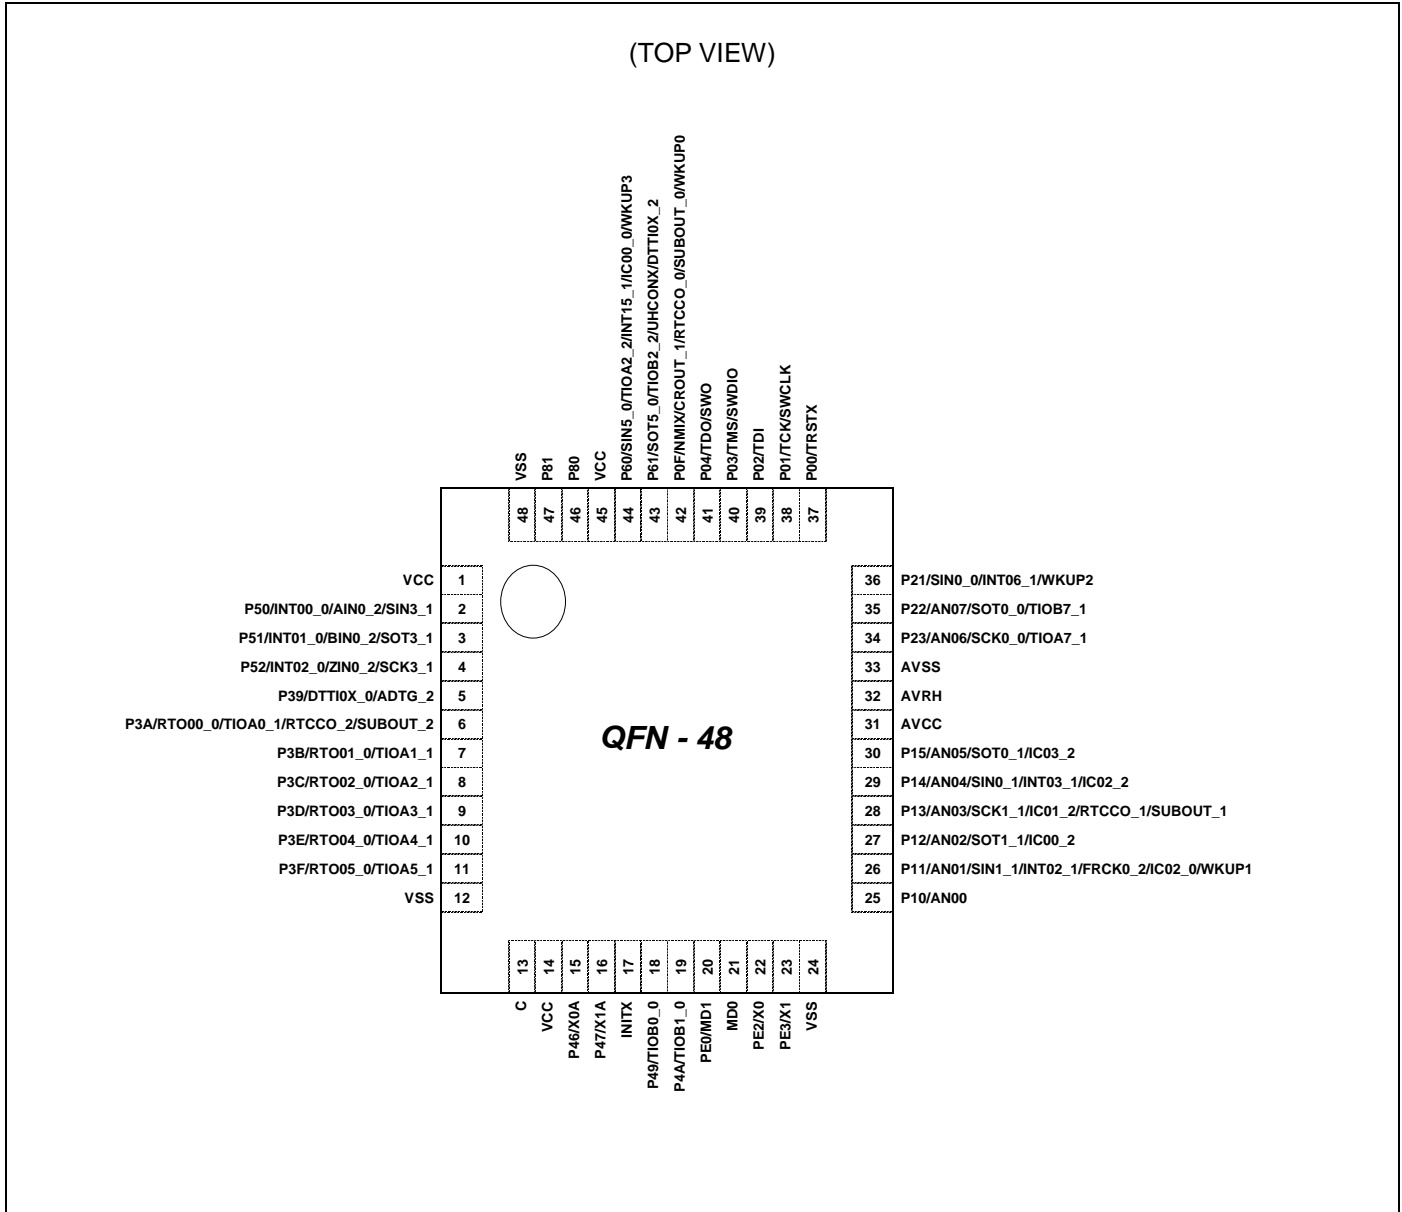 (TOP VIEW)
VSS
P81
P80
VCC
P60/SIN5_0/TIOA2_2/INT15_1/IC00_0/WKUP3
P61/SOT5_0/TIOB2_2/UHCONX/DTTI0X_2
P0F/NMIX/CROUT_1/RTCCO_0/SUBOUT_0/WKUP0
P04/TDO/SWO
P03/TMS/SWDIO
P02/TDI
P01/TCK/SWCLK
P00/TRSTX
48 47 46 45 44 43 42 41 40 39 38 37
VCC 1
P50/INT00_0/AIN0_2/SIN3_1 2
P51/INT01_0/BIN0_2/SOT3_1 3
P52/INT02_0/ZIN0_2/SCK3_1 4
P39/DTTI0X_0/ADTG_2 5
P3A/RTO00_0/TIOA0_1/RTCCO_2/SUBOUT_2 6
P3B/RTO01_0/TIOA1_1 7
P3C/RTO02_0/TIOA2_1 8
P3D/RTO03_0/TIOA3_1 9
P3E/RTO04_0/TIOA4_1 10
P3F/RTO05_0/TIOA5_1 11
VSS 12
QFN - 48
36 P21/SIN0_0/INT06_1/WKUP2
35 P22/AN07/SOT0_0/TIOB7_1
34 P23/AN06/SCK0_0/TIOA7_1
33 AVSS
32 AVRH
31 AVCC
30 P15/AN05/SOT0_1/IC03_2
29 P14/AN04/SIN0_1/INT03_1/IC02_2
28 P13/AN03/SCK1_1/IC01_2/RTCCO_1/SUBOUT_1
27 P12/AN02/SOT1_1/IC00_2
26 P11/AN01/SIN1_1/INT02_1/FRCK0_2/IC02_0/WKUP1
25 P10/AN00
13 14 15 16 17 18 19 20 21 22 23 24
C
VCC
P46/X0A
P47/X1A
INITX
P49/TIOB0_0
P4A/TIOB1_0
PE0/MD1
MD0
PE2/X0
PE3/X1
VSS